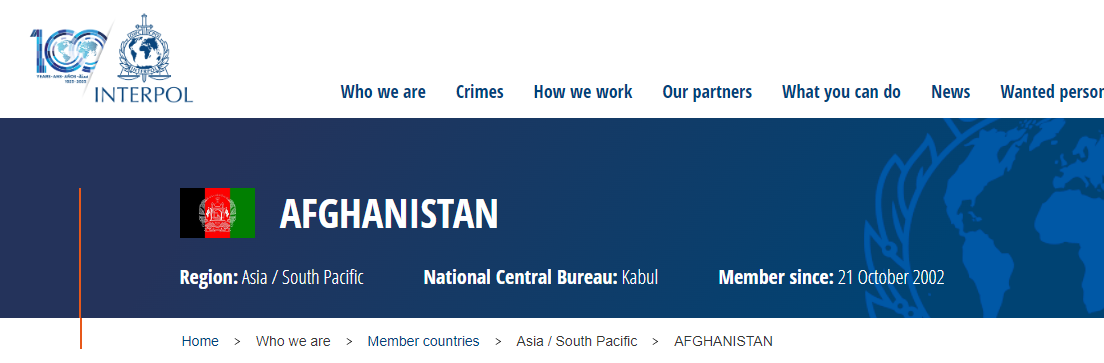 100
YEARS-ANS-AÑOS
1923-2023
INTERPOL
Who we are Crimes How we work Our partners What you can do News Wanted person
AFGHANISTAN
Region: Asia / South Pacific National Central Bureau: Kabul Member since: 21 October 2002
Home > Who we are > Member countries > Asia / South Pacific > AFGHANISTAN